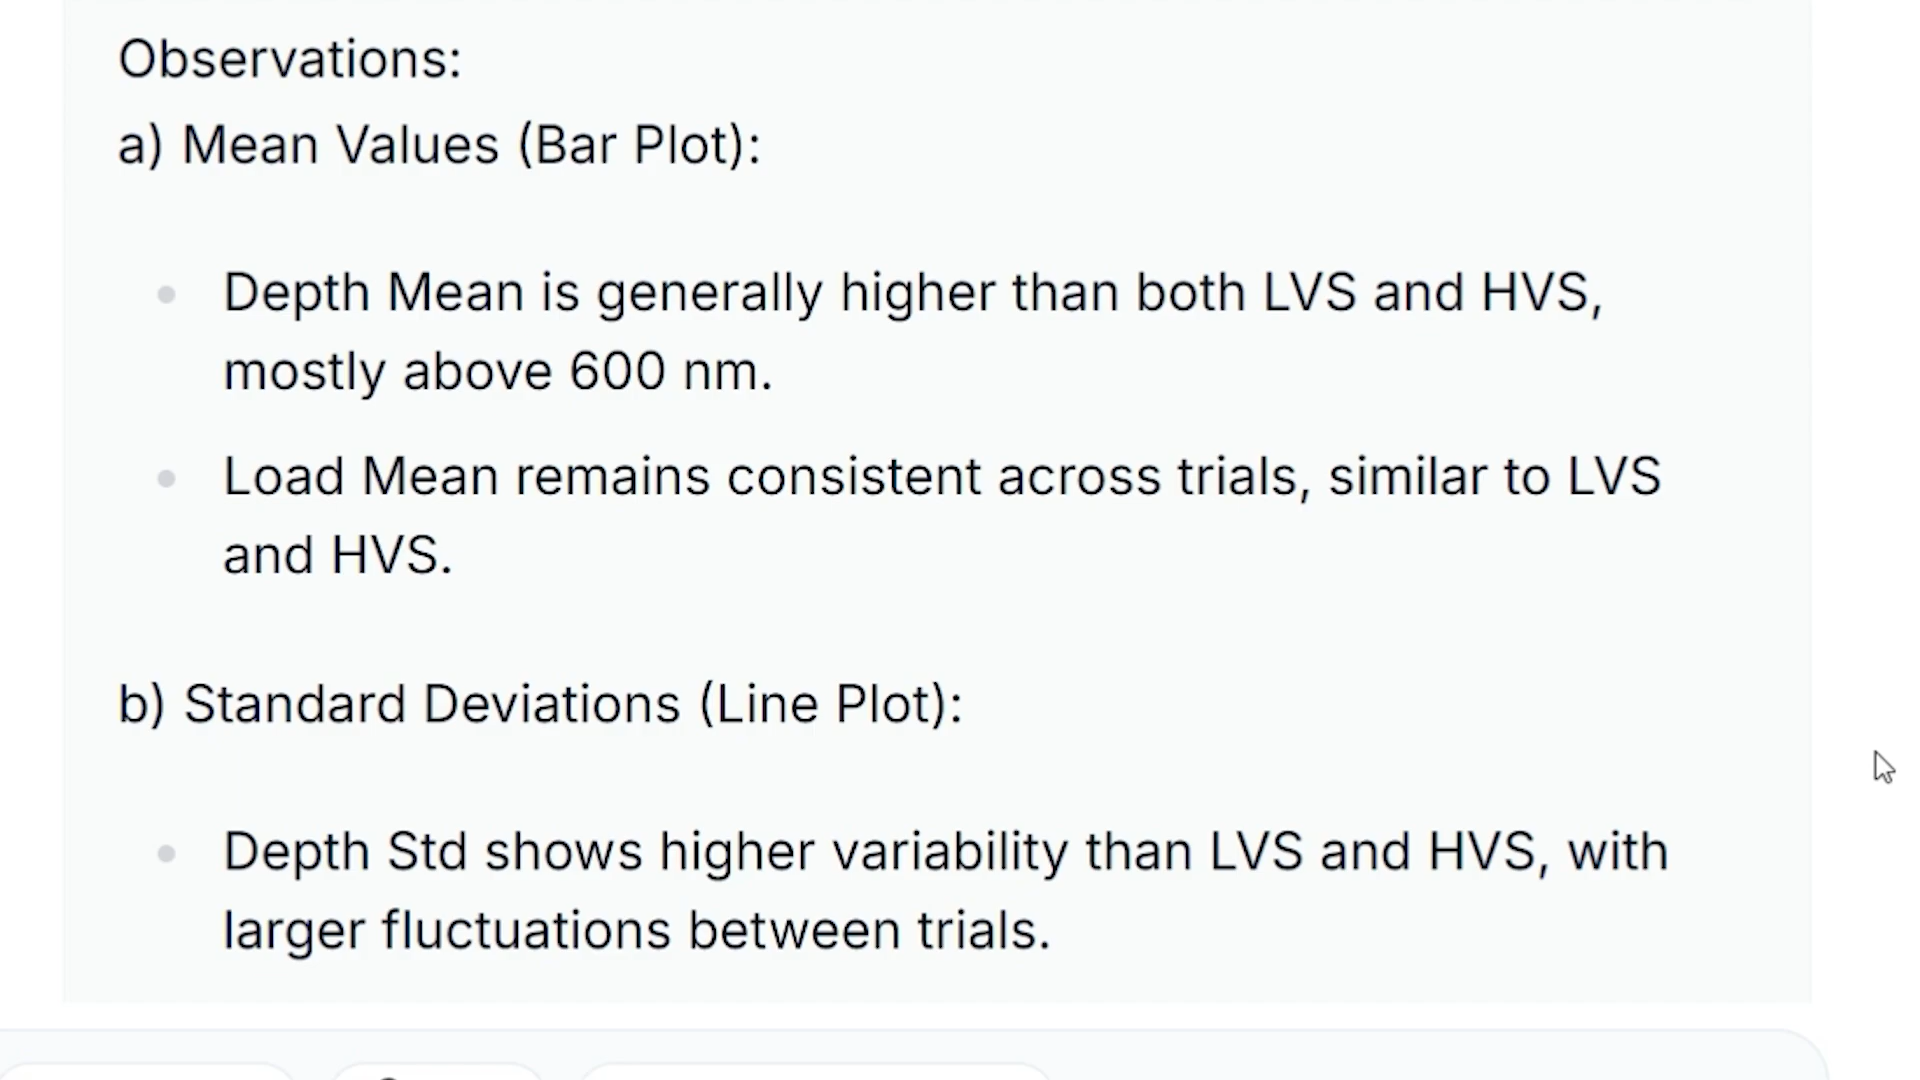 Observations:
a) Mean Values (Bar Plot):
Depth Mean is generally higher than both LVS and HVS,
mostly above 600 nm.
Load Mean remains consistent across trials, similar to LVS
and HVS.
b) Standard Deviations (Line Plot):
Depth Std shows higher variability than LVS and HVS, with
larger fluctuations between trials.